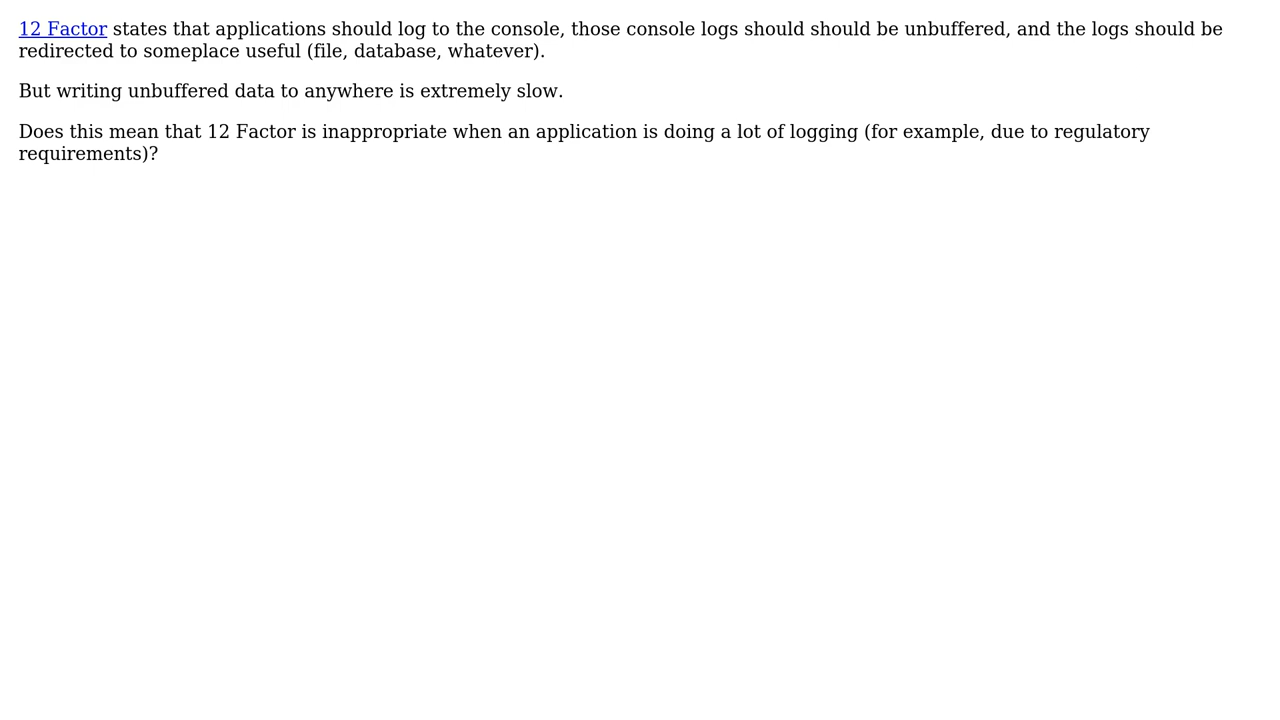 12 Factor states that applications should log to the console, those console logs should should be unbuffered, and the logs should be
redirected to someplace useful (file, database, whatever).
But writing unbuffered data to anywhere is extremely slow.
Does this mean that 12 Factor is inappropriate when an application is doing a lot of logging (for example, due to regulatory
requirements)?